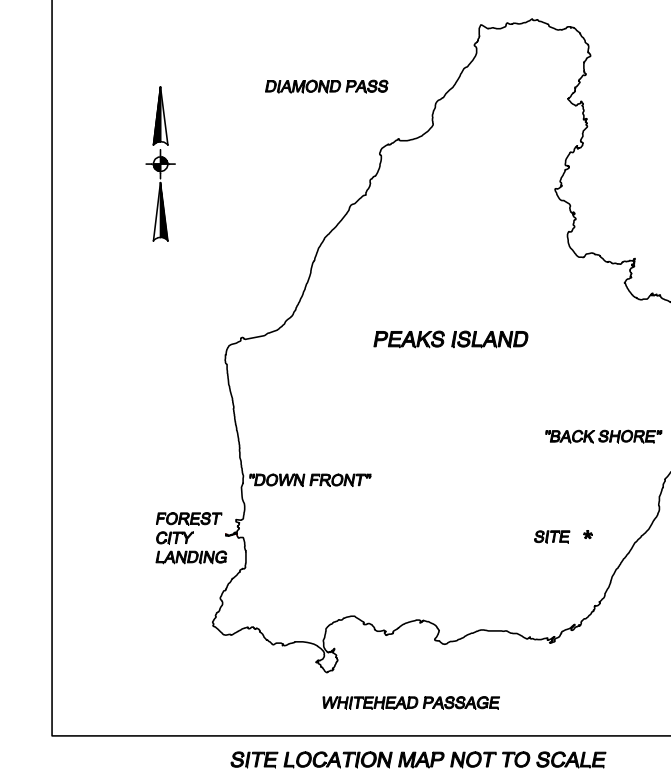 DIAMOND PASS
PEAKS ISLAND
"BACK SHORE"
"DOWN FRONT"
FOREST
CITY
LANDING
SITE *
WHITEHEAD PASSAGE
SITE LOCATION MAP NOT TO SCALE